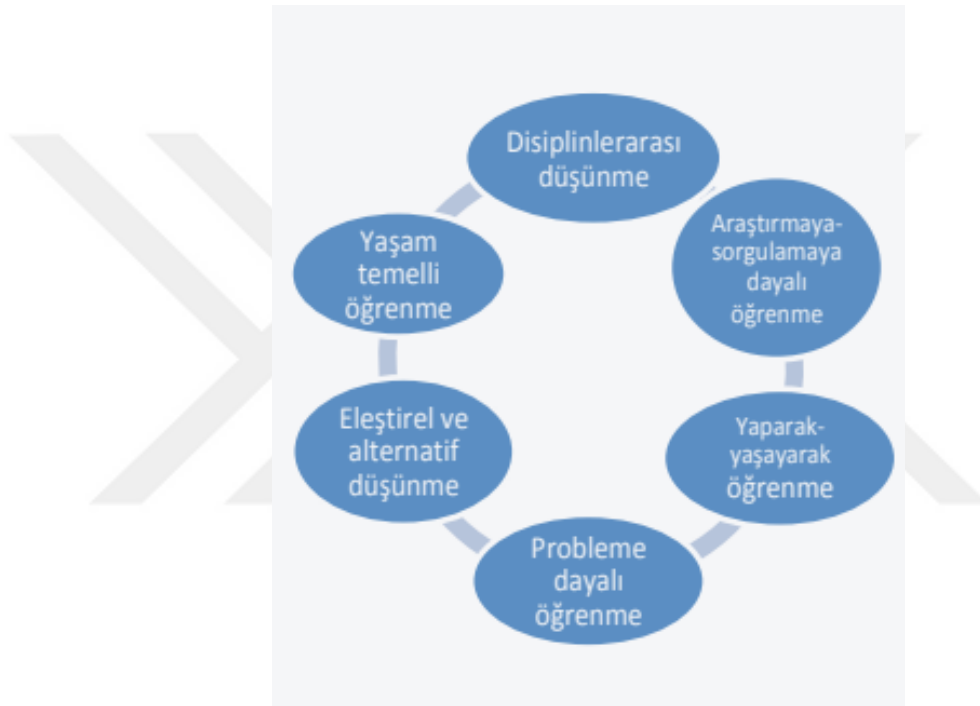 Disiplinlerarası
düşünme
Araştırmaya-
sorgulamaya
dayalı
öğrenme
Yaparak-
yaşayarak
öğrenme
Probleme
dayalı
öğrenme
Eleştirel ve
alternatif
düşünme
Yaşam
temelli
öğrenme